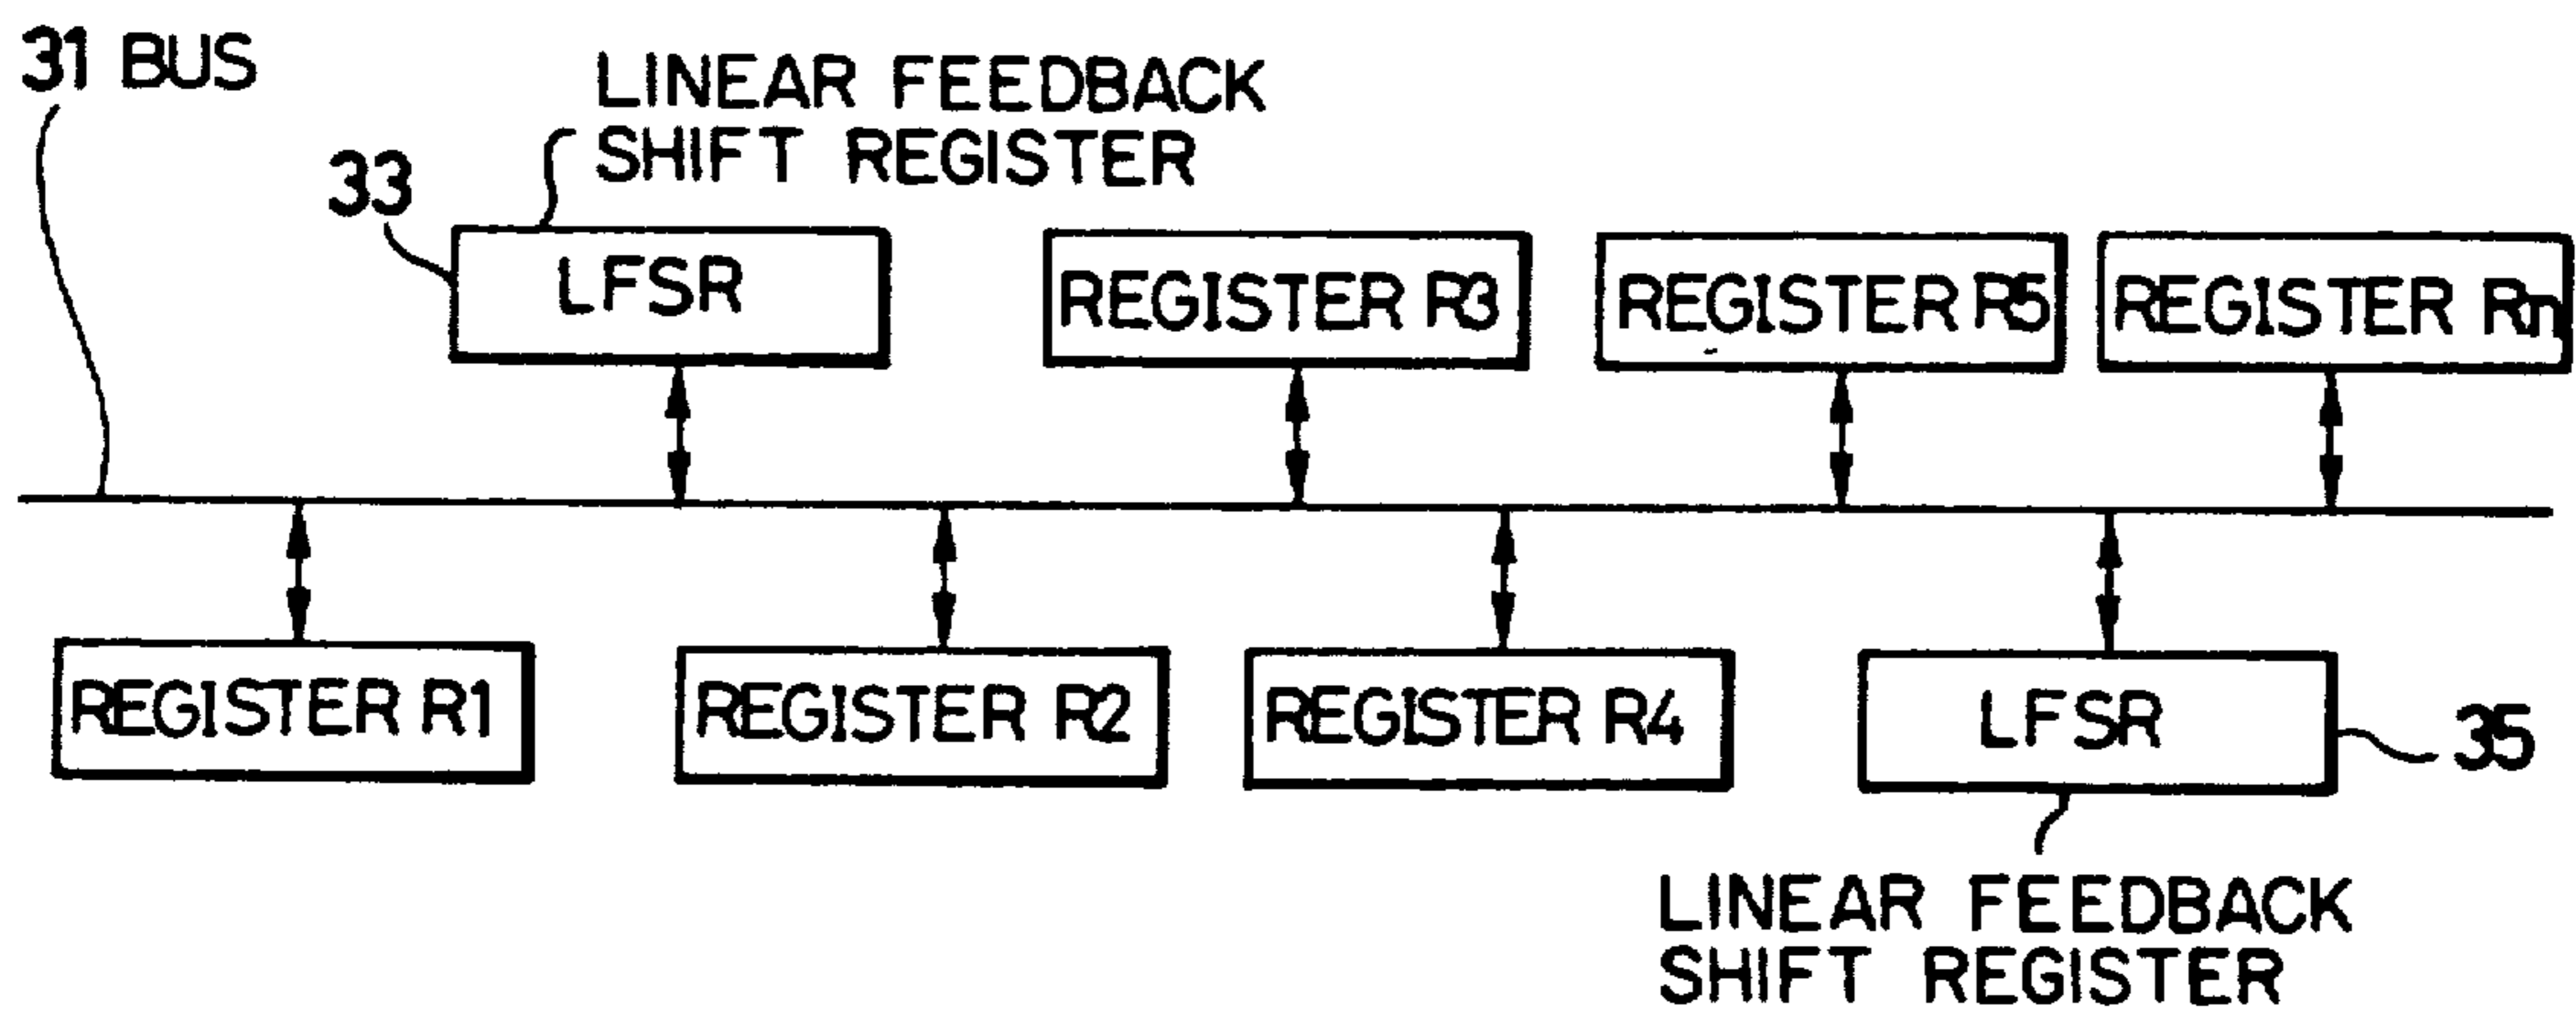 31 BUS
LINEAR FEEDBACK
SHIFT REGISTER
33
LFSR
REGISTER R3
REGISTER R5
REGISTER Rn
REGISTER R1
REGISTER R2
REGISTER R4
LFSR
35
LINEAR FEEDBACK
SHIFT REGISTER